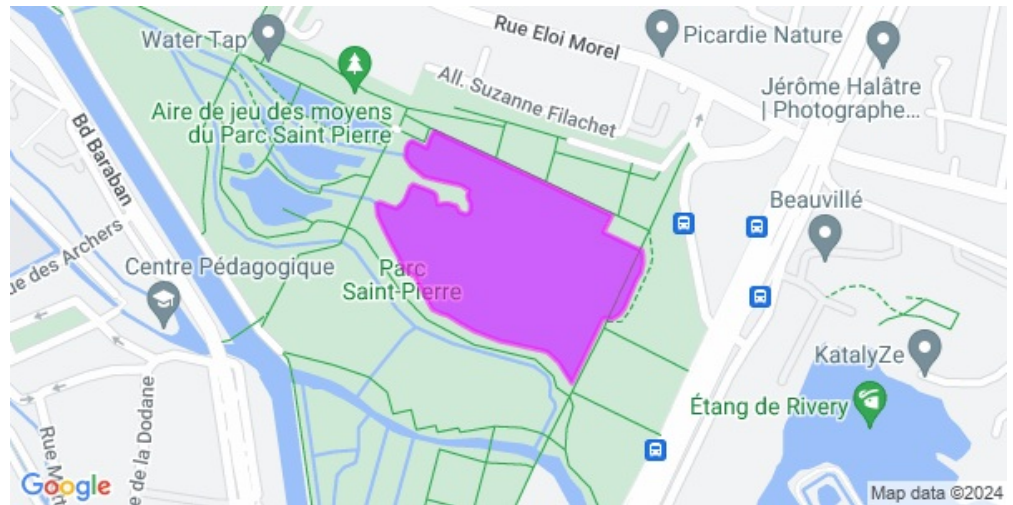 Rue Eloi Morel
Picardie Nature
Water Tap
Jérôme Halâtre
| Photographe...
All. Suzanne Filachet
Aire de jeu des moyens
du Parc Saint Pierre
Bd Baraban
Beauvillé
ue des Archers
Centre Pédagogique
Parc
Saint-Pierre
KatalyZe
Étang de Rivery
e de la Dodane
Rue
Google
Map data ©2024